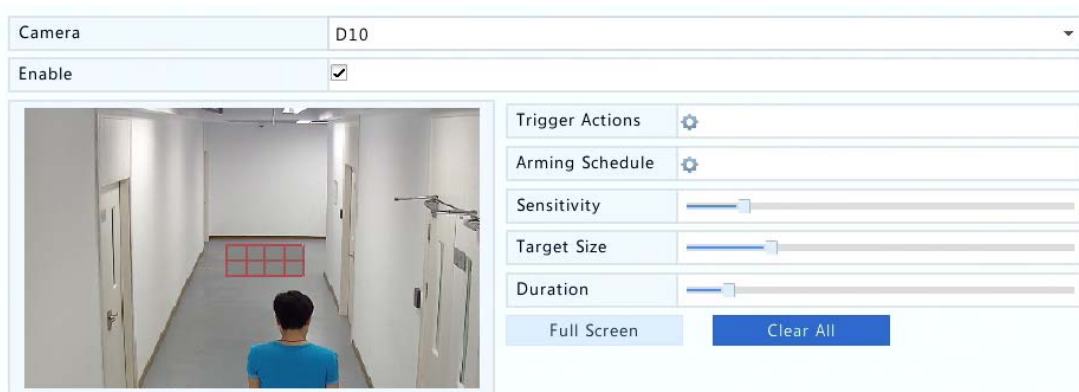 Camera
D10
Enable
Trigger Actions
Arming Schedule
Sensitivity
Target Size
Duration
Full Screen
Clear All